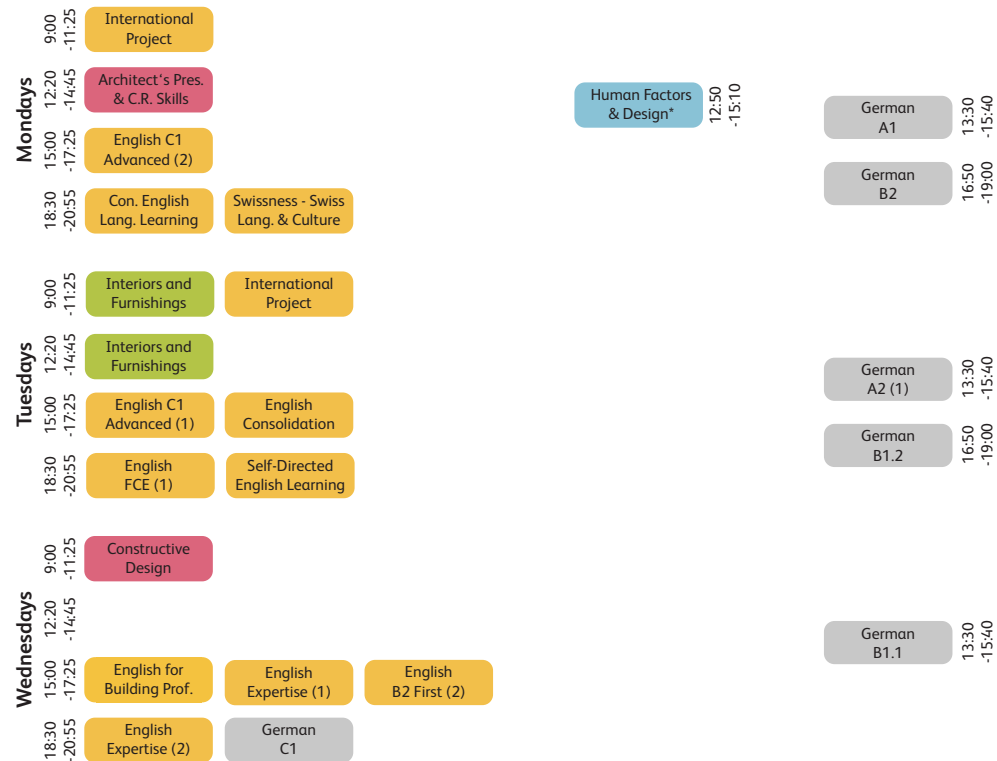 Mondays
9:00
-11:25
International
Project
12:20
-14:45
Architect's Pres.
& C.R. Skills
Human Factors
& Design*
12:50
-15:10
German
A1
13:30
-15:40
15:00
-17:25
English C1
Advanced (2)
German
B2
16:50
-19:00
18:30
-20:55
Con. English
Lang. Learning
Swissness - Swiss
Lang. & Culture
Tuesdays
9:00
-11:25
Interiors and
Furnishings
International
Project
12:20
-14:45
Interiors and
Furnishings
German
A2 (1)
13:30
-15:40
15:00
-17:25
English C1
Advanced (1)
English
Consolidation
German
B1.2
16:50
-19:00
18:30
-20:55
English
FCE (1)
Self-Directed
English Learning
Wednesdays
9:00
-11:25
Constructive
Design
12:20
-14:45
German
B1.1
13:30
-15:40
15:00
-17:25
English for
Building Prof.
English
Expertise (1)
English
B2 First (2)
18:30
-20:55
English
Expertise (2)
German
C1